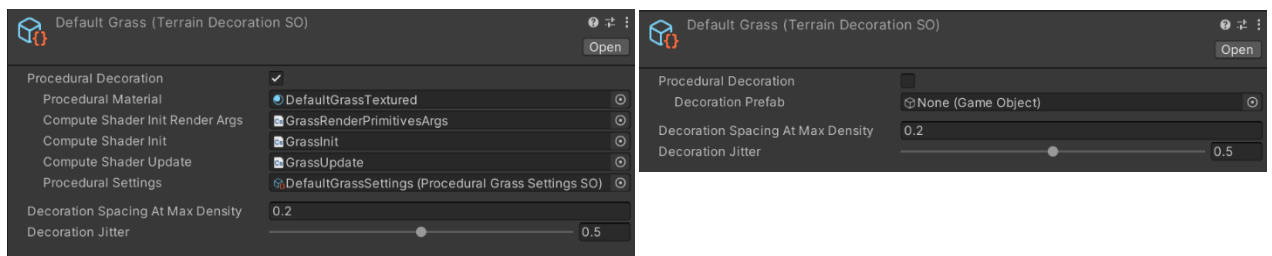 Default Grass (Terrain Decoration SO)
Open
Procedural Decoration
Procedural Material DefaultGrassTextured
Compute Shader Init Render Args GrassRenderPrimitivesArgs
Compute Shader Init GrassInit
Compute Shader Update GrassUpdate
Procedural Settings DefaultGrassSettings (Procedural Grass Settings SO)
Decoration Spacing At Max Density 0.2
Decoration Jitter 0.5
Default Grass (Terrain Decoration SO)
Open
Procedural Decoration
Decoration Prefab None (Game Object)
Decoration Spacing At Max Density 0.2
Decoration Jitter 0.5